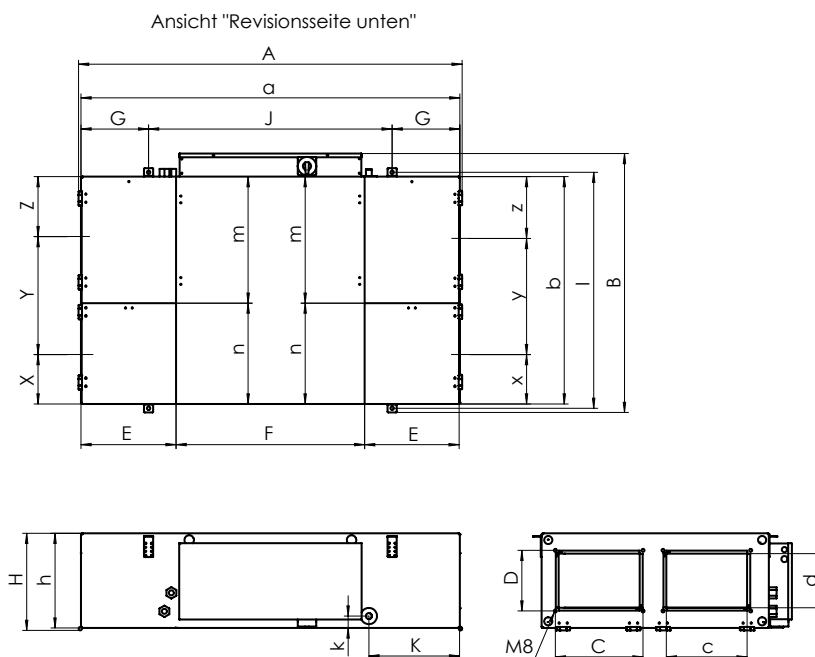 Ansicht "Revisionsseite unten"
A
a
G J G
Z m m z
Y y b l B
X n n x
E F E
H h k K
D d
M8 C c